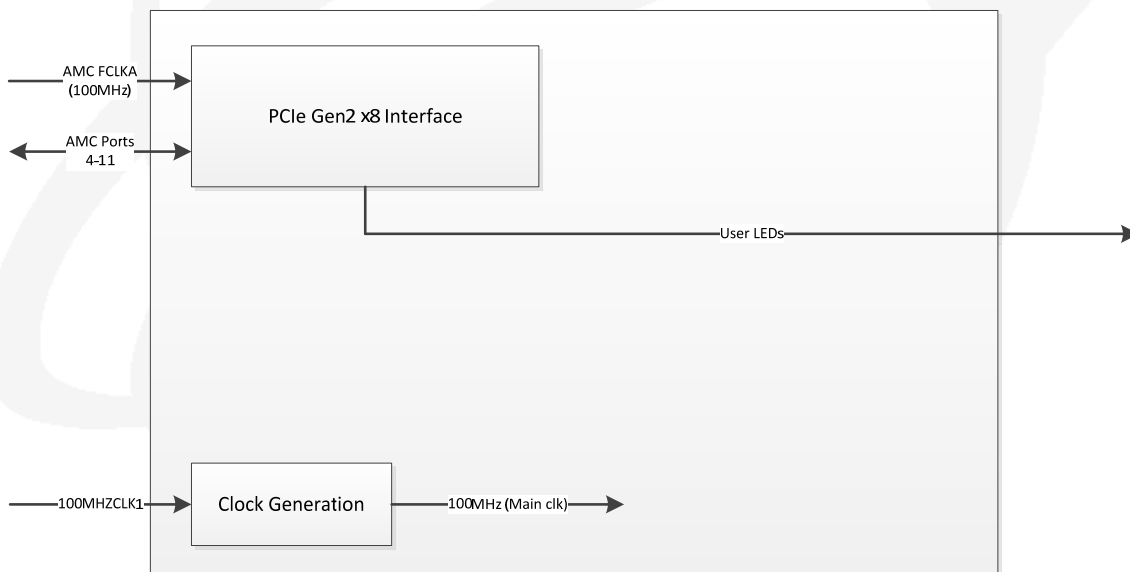 AMC FCLKA
(100MHz)
PCIe Gen2 x8 Interface
AMC Ports
4-11
User LEDs
100MHZCLK1
Clock Generation
100MHz (Main clk)